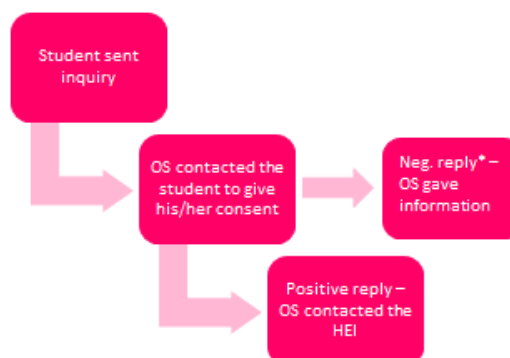 Student sent
inquiry
OS contacted the
student to give
his/her consent
Neg. reply* –
OS gave
information
Positive reply –
OS contacted the
HEI